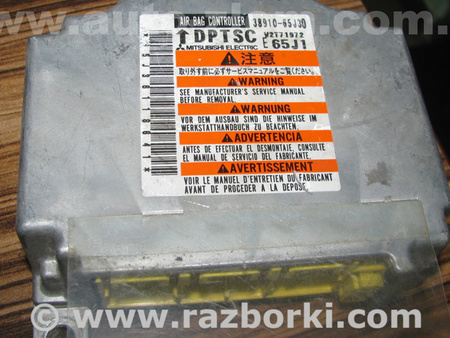 www.autorazborki.com
AIR BAG CONTROLLER 38910-65J30
↑DPTSC V2T71972
MITSUBISHI ELECTRIC 65J1
⚠注意
取り外す前に必ずサービスマニュアルをご覧ください。
⚠WARNING
SEE MANUFACTURER'S SERVICE MANUAL
BEFORE REMOVAL.
⚠WARNUNG
VOR DEM AUSBAU SIND DIE HINWEISE IM
WERKSTATTHANDBUCH ZU BEACHTEN.
⚠ADVERTENCIA
ANTES DE EFECTUAR EL DESMONTAJE, CONSULTE
EL MANUAL DE SERVICIO DEL FABRICANTE.
⚠AVERTISSEMENT
VOIR LE MANUEL D'ENTRETIEN DU FABRICANT
AVANT DE PROCEDER A LA DEPOSE.
www.razborki.com